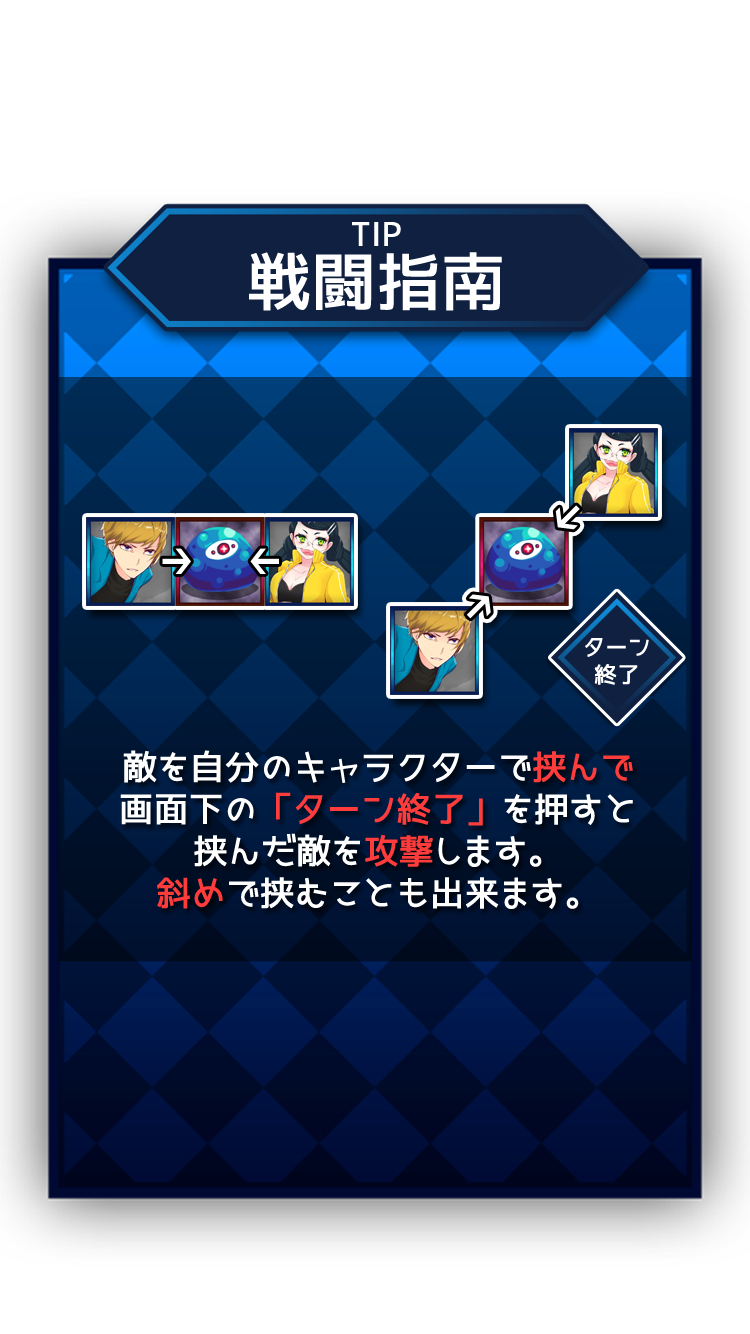 TIP
戦闘指南
ターン
終了
敵を自分のキャラクターで挟んで
画面下の「ターン終了」を押すと
挟んだ敵を攻撃します。
斜めで挟むことも出来ます。